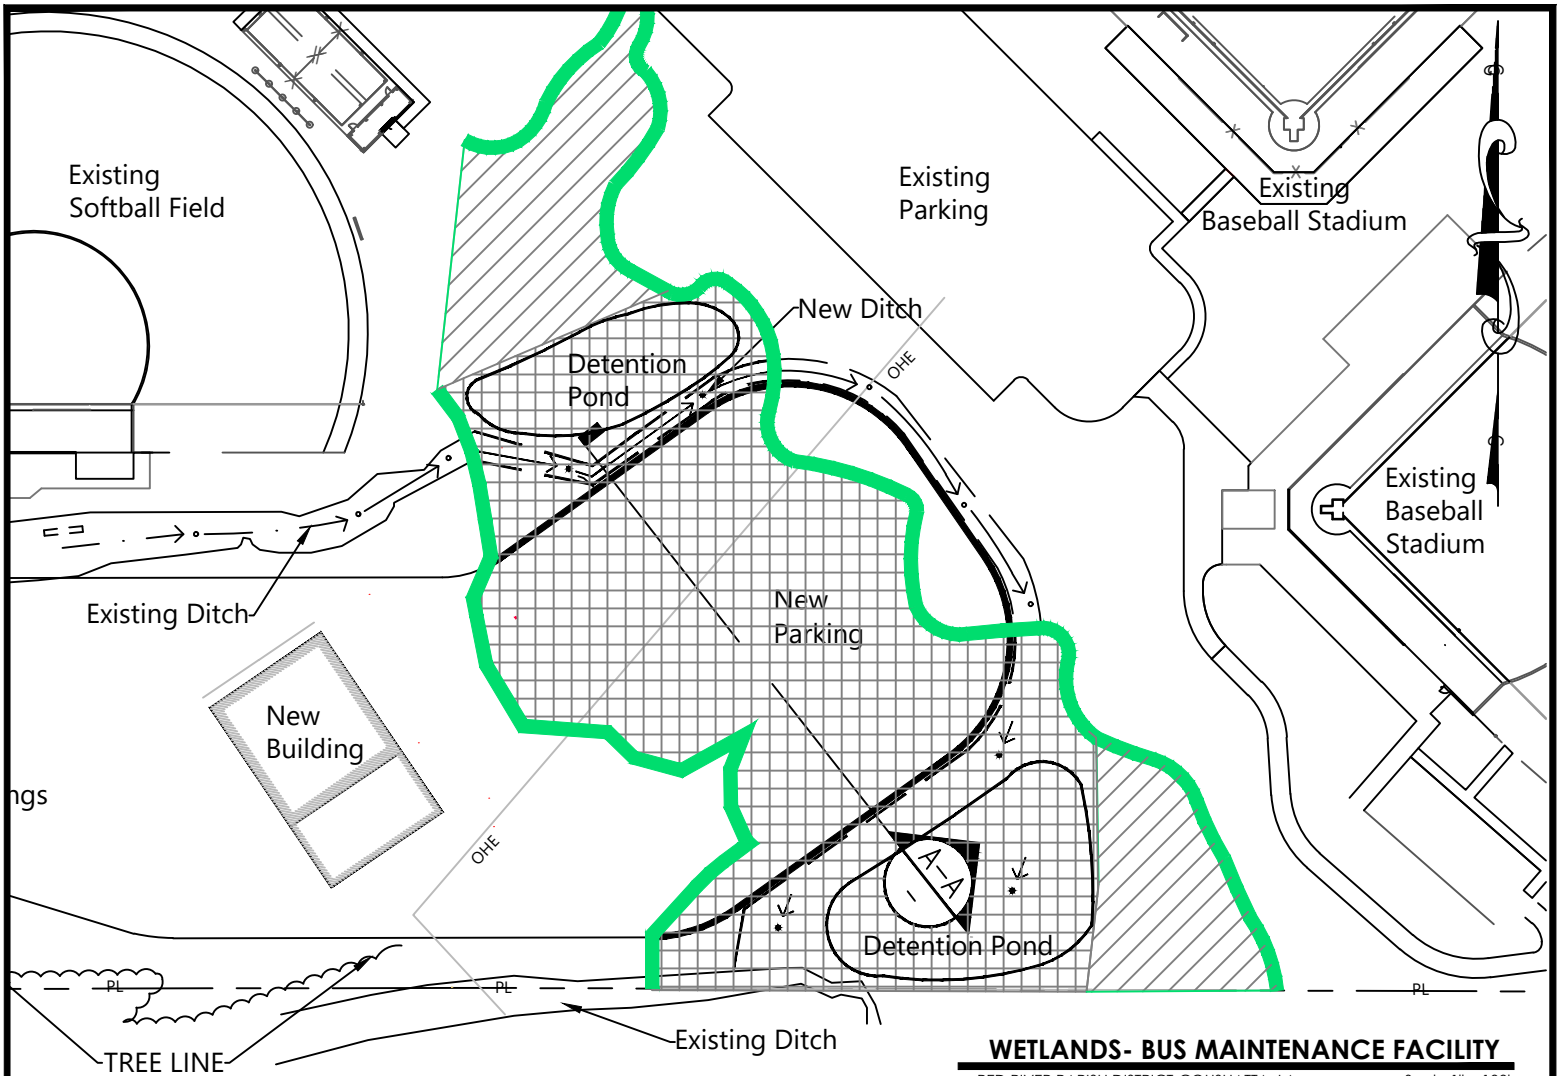 Existing
Softball Field
Existing
Parking
Existing
Baseball Stadium
New Ditch
OHE
Detention
Pond
Existing
Baseball
Stadium
Existing Ditch
New
Parking
New
Building
ngs
OHE
A-A
-
Detention Pond
PL
PL
PL
TREE LINE
Existing Ditch
WETLANDS- BUS MAINTENANCE FACILITY